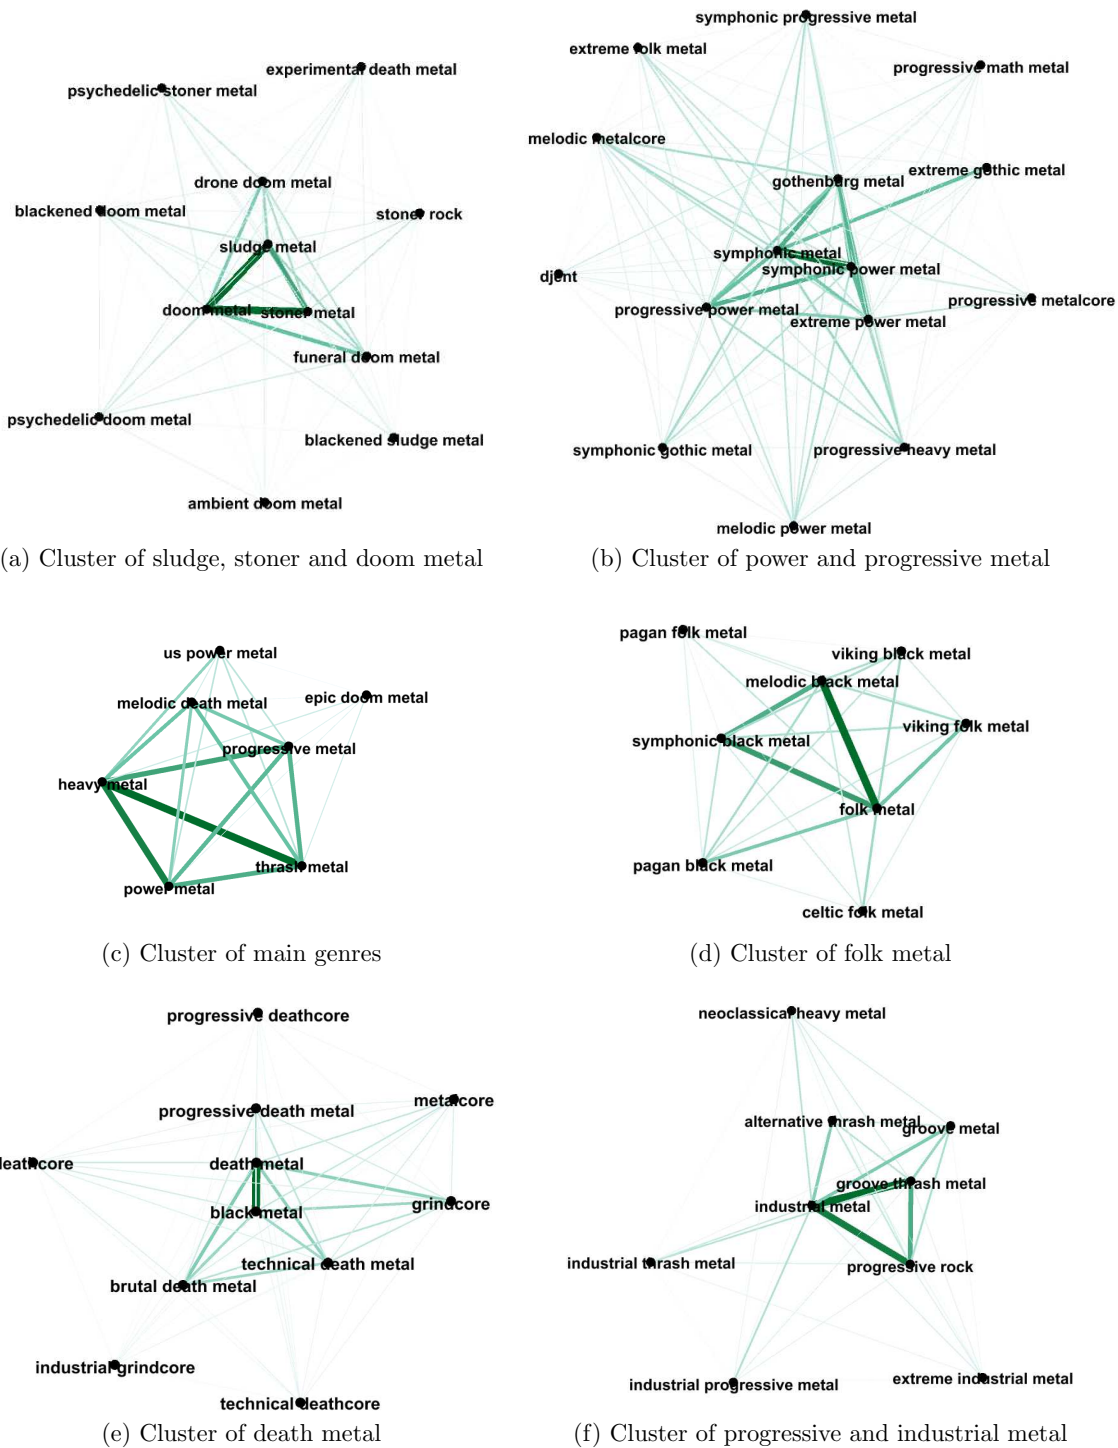 symphonic progressive metal
extreme folk metal
experimental death metal
progressive math metal
psychedelic stoner metal
melodic metalcore
drone doom metal
gothenburg metal
extreme gothic metal
blackened doom metal
stoner rock
sludge metal
symphonic metal
symphonic power metal
djent
doom metal
stoner metal
progressive power metal
progressive metalcore
extreme power metal
funeral doom metal
psychedelic doom metal
blackened sludge metal
symphonic gothic metal
progressive heavy metal
ambient doom metal
melodic power metal
(a) Cluster of sludge, stoner and doom metal
(b) Cluster of power and progressive metal
us power metal
epic doom metal
melodic death metal
progressive metal
heavy metal
thrash metal
power metal
pagan folk metal
viking black metal
melodic black metal
viking folk metal
symphonic black metal
folk metal
pagan black metal
celtic folk metal
(c) Cluster of main genres
(d) Cluster of folk metal
progressive deathcore
metalcore
progressive death metal
deathcore
death metal
grindcore
black metal
technical death metal
brutal death metal
industrial grindcore
technical deathcore
neoclassical heavy metal
alternative thrash metal
groove metal
groove thrash metal
industrial metal
industrial thrash metal
progressive rock
industrial progressive metal
extreme industrial metal
(e) Cluster of death metal
(f) Cluster of progressive and industrial metal